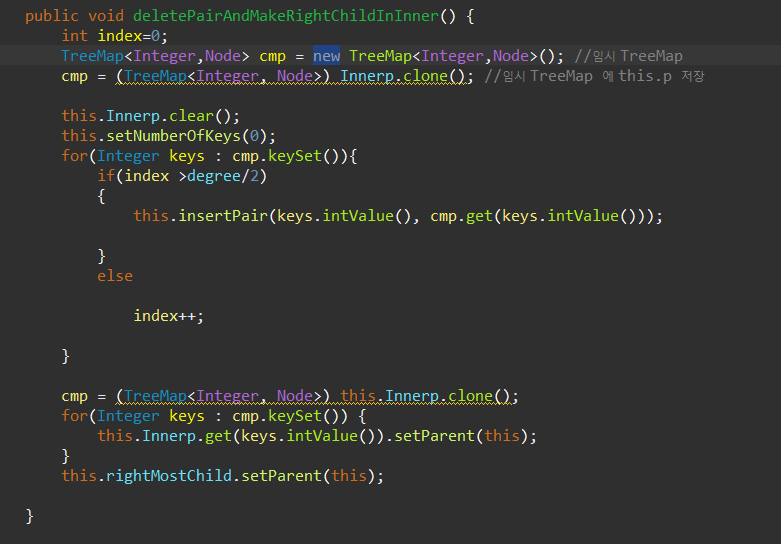 public void deletePairAndMakeRightChildInInner() {
int index=0;
TreeMap<Integer,Node> cmp = new TreeMap<Integer,Node>(); //임시 TreeMap
cmp = (TreeMap<Integer, Node>) Innerp.clone(); //임시 TreeMap 에 this.p 저장
this.Innerp.clear();
this.setNumberOfKeys(0);
for(Integer keys : cmp.keySet()){
if(index >degree/2)
{
this.insertPair(keys.intValue(), cmp.get(keys.intValue()));
}
else
index++;
}
cmp = (TreeMap<Integer, Node>) this.Innerp.clone();
for(Integer keys : cmp.keySet()) {
this.Innerp.get(keys.intValue()).setParent(this);
}
this.rightMostChild.setParent(this);
}